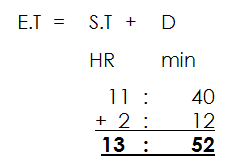 E.T = S.T + D
HR min
11 : 40
+ 2 : 12
13 : 52